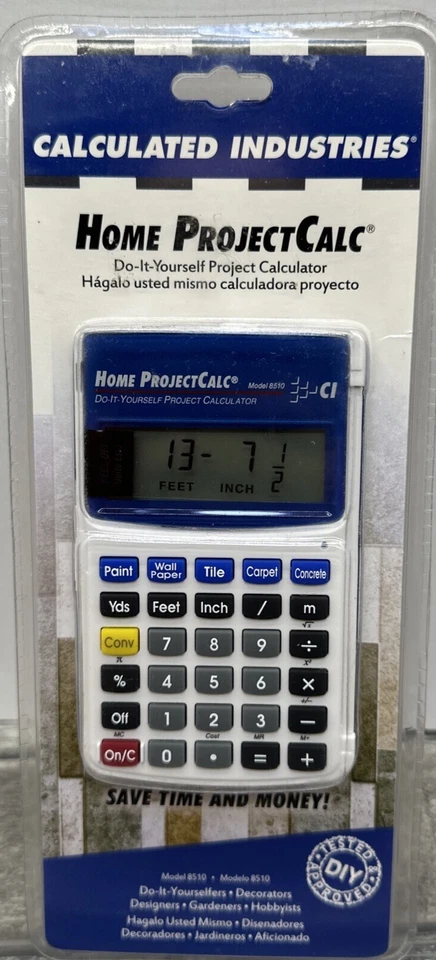 CALCULATED INDUSTRIES®
HOME PROJECTCALC®
Do-It-Yourself Project Calculator
Hágalo usted mismo calculadora proyecto
HOME PROJECTCALC® Model 8510 CI
DO-IT-YOURSELF PROJECT CALCULATOR
13- 7 1/2
FEET INCH
Paint Wall Paper Tile Carpet Concrete
Yds Feet Inch / m
√x
Conv 7 8 9 ÷
π x²
% 4 5 6 ×
+/−
Off 1 2 3 −
MC Cost MR M+
On/C 0 • = +
SAVE TIME AND MONEY!
TESTED & APPROVED
DIY
Model 8510 • Modelo 8510
Do-It-Yourselfers • Decorators
Designers • Gardeners • Hobbyists
Hagalo Usted Mismo • Disenadores
Decoradores • Jardineros • Aficionado